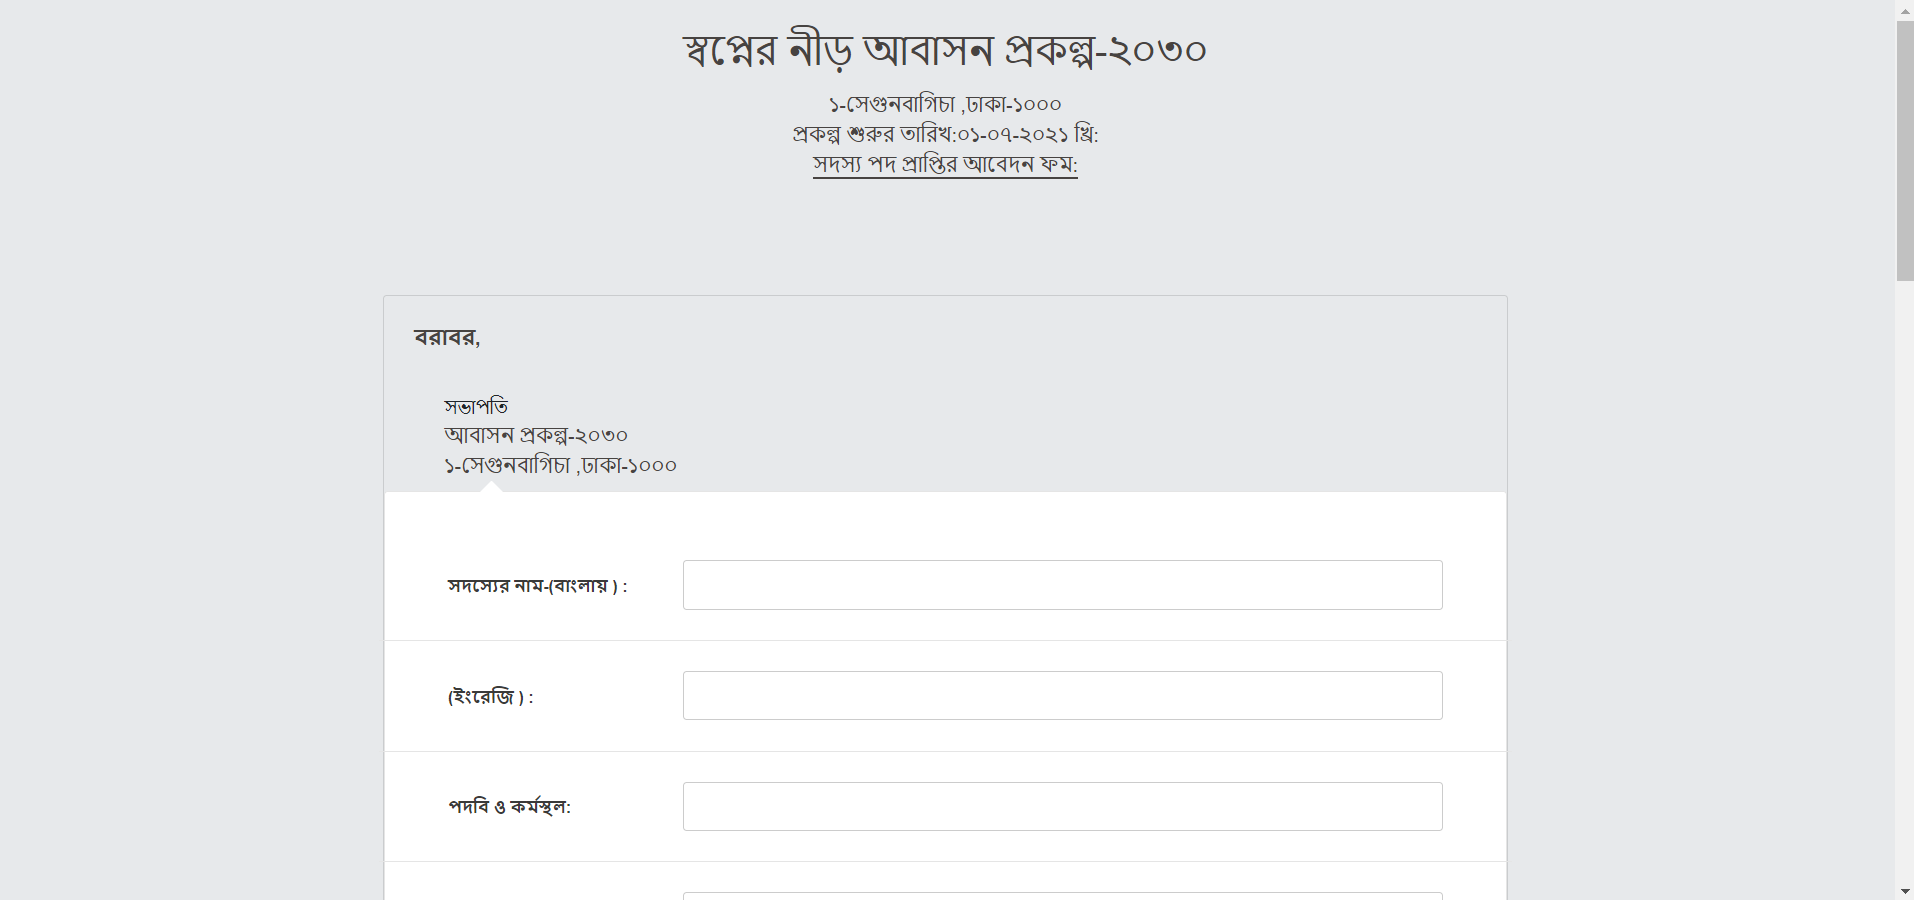 স্বপ্নের নীড় আবাসন প্রকল্প-২০৩০
১-সেগুনবাগিচা ,ঢাকা-১০০০
প্রকল্প শুরুর তারিখ:০১-০৭-২০২১ খ্রি:
সদস্য পদ প্রাপ্তির আবেদন ফম:
বরাবর,
সভাপতি
আবাসন প্রকল্প-২০৩০
১-সেগুনবাগিচা ,ঢাকা-১০০০
সদস্যের নাম-(বাংলায় ) :
(ইংরেজি ) :
পদবি ও কর্মস্থল: